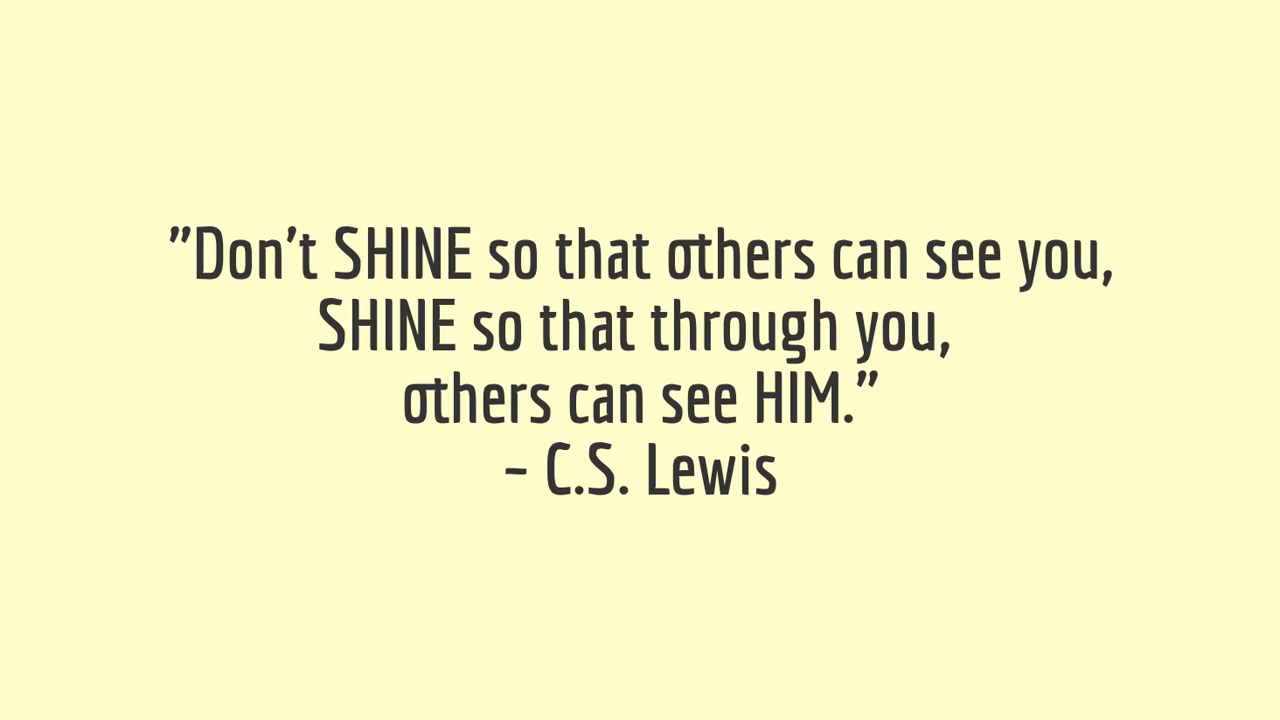 ”Don’t SHINE so that others can see you,
SHINE so that through you,
others can see HIM.”
- C.S. Lewis